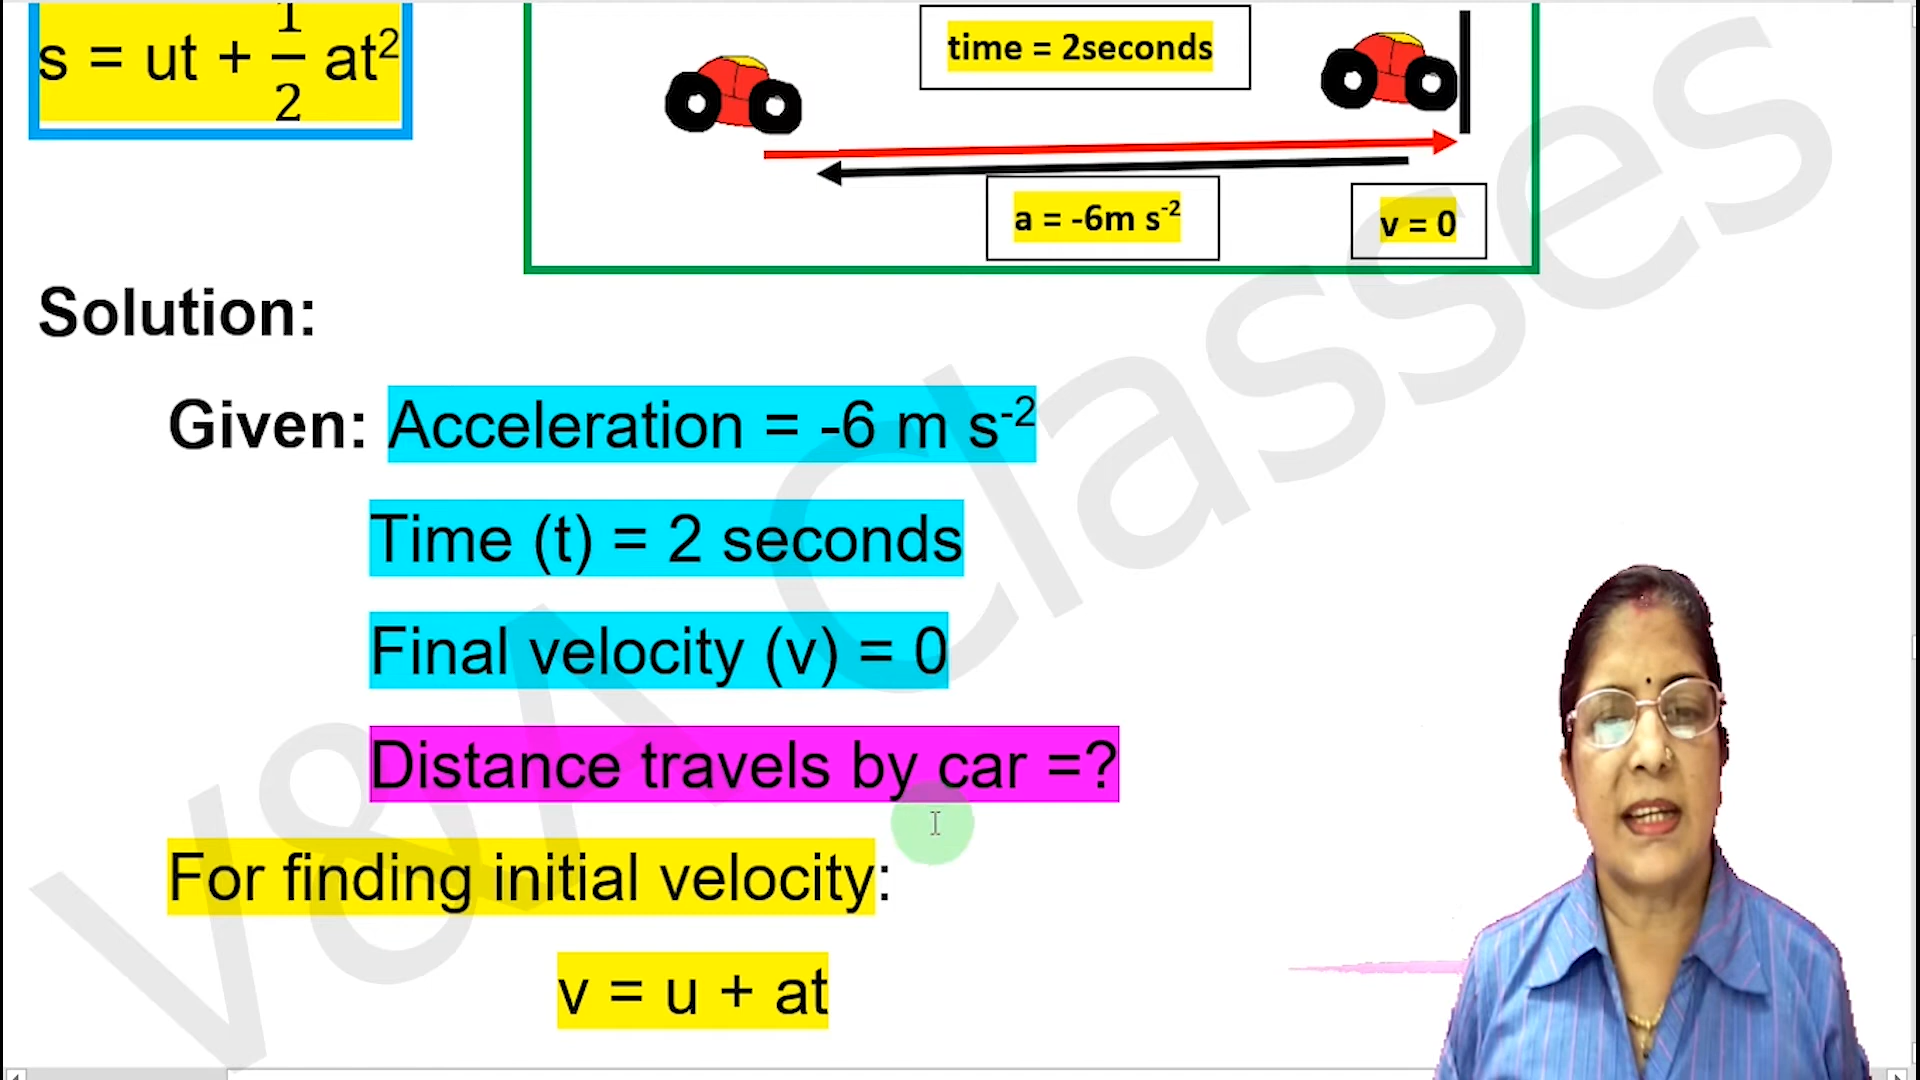 s = ut + 1/2 at²
time = 2seconds
a = -6m s⁻²
v = 0
Solution:
Given: Acceleration = -6 m s⁻²
Time (t) = 2 seconds
Final velocity (v) = 0
Distance travels by car =?
For finding initial velocity:
v = u + at
V&A Classes